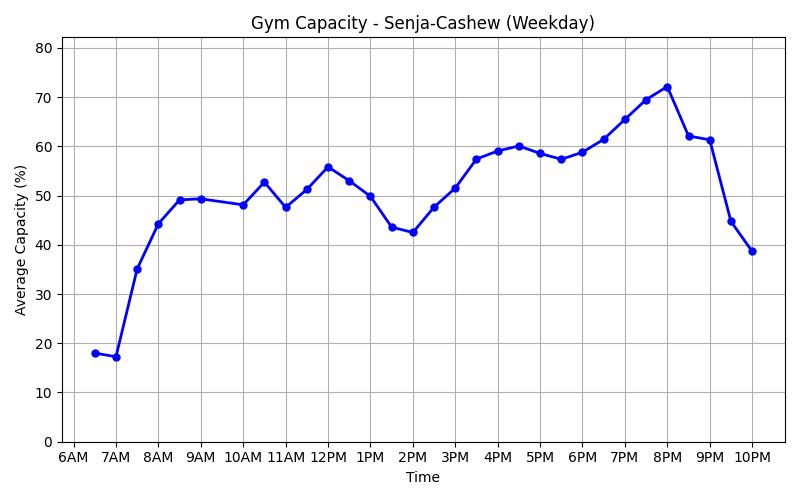 Gym Capacity - Senja-Cashew (Weekday)
Average Capacity (%)
80
70
60
50
40
30
20
10
0
6AM 7AM 8AM 9AM 10AM 11AM 12PM 1PM 2PM 3PM 4PM 5PM 6PM 7PM 8PM 9PM 10PM
Time